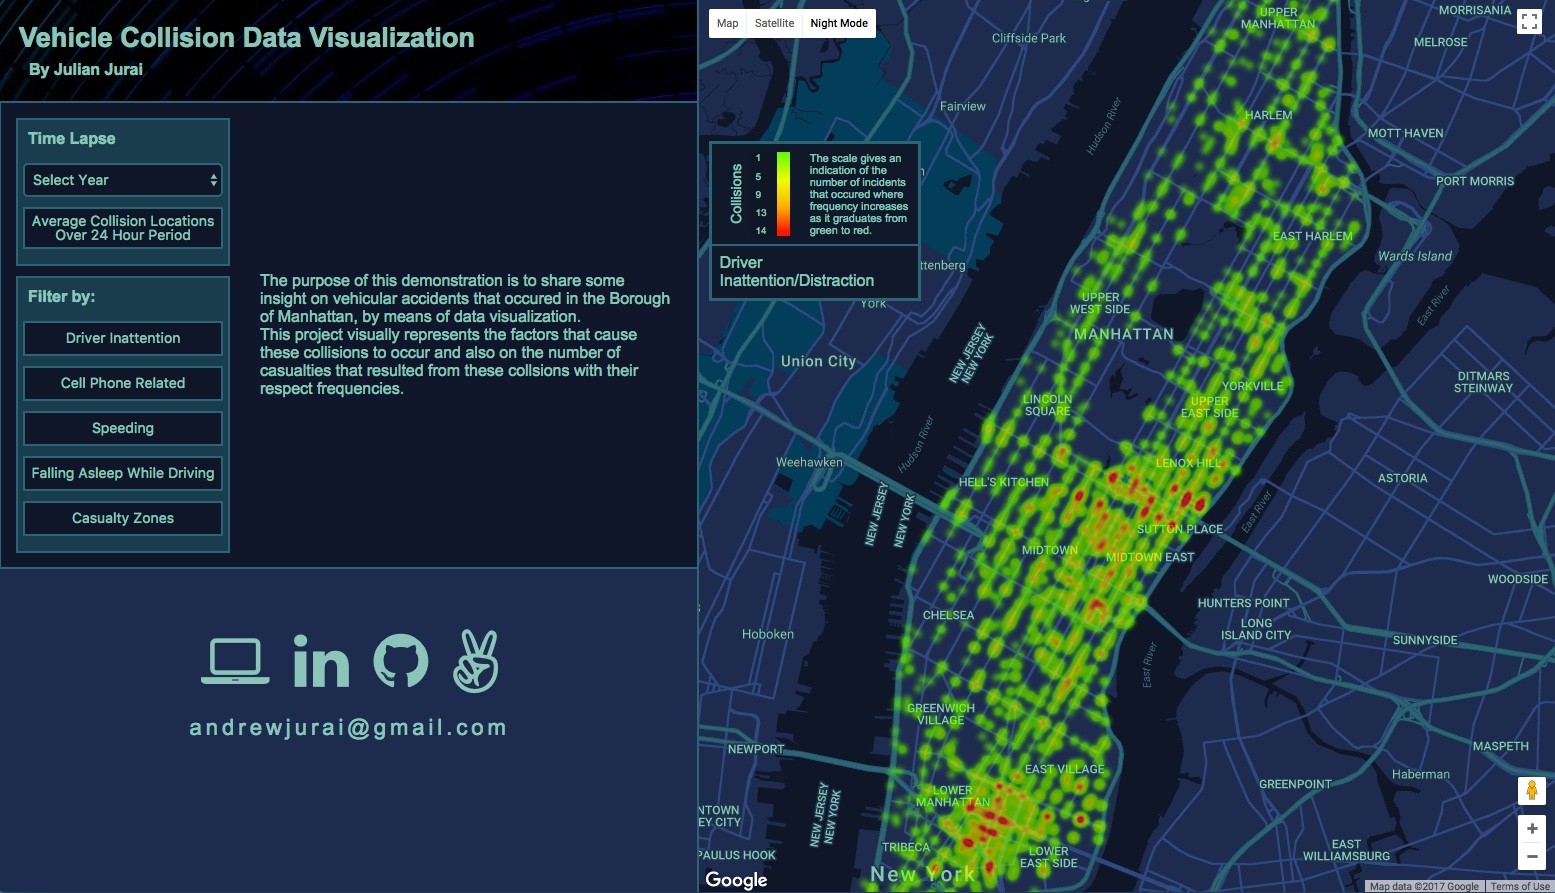 Vehicle Collision Data Visualization
By Julian Jurai
Time Lapse
Select Year
Average Collision Locations
Over 24 Hour Period
Filter by:
Driver Inattention
Cell Phone Related
Speeding
Falling Asleep While Driving
Casualty Zones
The purpose of this demonstration is to share some
insight on vehicular accidents that occured in the Borough
of Manhattan, by means of data visualization.
This project visually represents the factors that cause
these collisions to occur and also on the number of
casualties that resulted from these collsions with their
respect frequencies.
in
andrewjurai@gmail.com
Map Satellite Night Mode
Collisions
1
5
9
13
14
The scale gives an
indication of the
number of incidents
that occured where
frequency increases
as it graduates from
green to red.
Driver
Inattention/Distraction
UPPER
MANHATTAN
MORRISANIA
Cliffside Park
MELROSE
Fairview
Hudson River
HARLEM
MOTT HAVEN
PORT MORRIS
EAST HARLEM
Wards Island
ttenberg
York
East River
UPPER
WEST SIDE
MANHATTAN
NEW JERSEY
NEW YORK
Union City
DITMARS
STEINWAY
YORKVILLE
LINCOLN
SQUARE
UPPER
EAST SIDE
Hudson River
Weehawken
LENOX HILL
HELL'S KITCHEN
ASTORIA
NEW JERSEY
NEW YORK
East River
SUTTON PLACE
MIDTOWN
MIDTOWN EAST
WOODSIDE
CHELSEA
HUNTERS POINT
LONG
ISLAND CITY
Hoboken
SUNNYSIDE
East River
GREENWICH
VILLAGE
NEWPORT
MASPETH
EAST VILLAGE
Haberman
GREENPOINT
LOWER
MANHATTAN
NEW JERSEY
NEW YORK
NTOWN
EY CITY
TRIBECA
LOWER
EAST SIDE
EAST
WILLIAMSBURG
PAULUS HOOK
New York
Google
Map data ©2017 Google Terms of Use